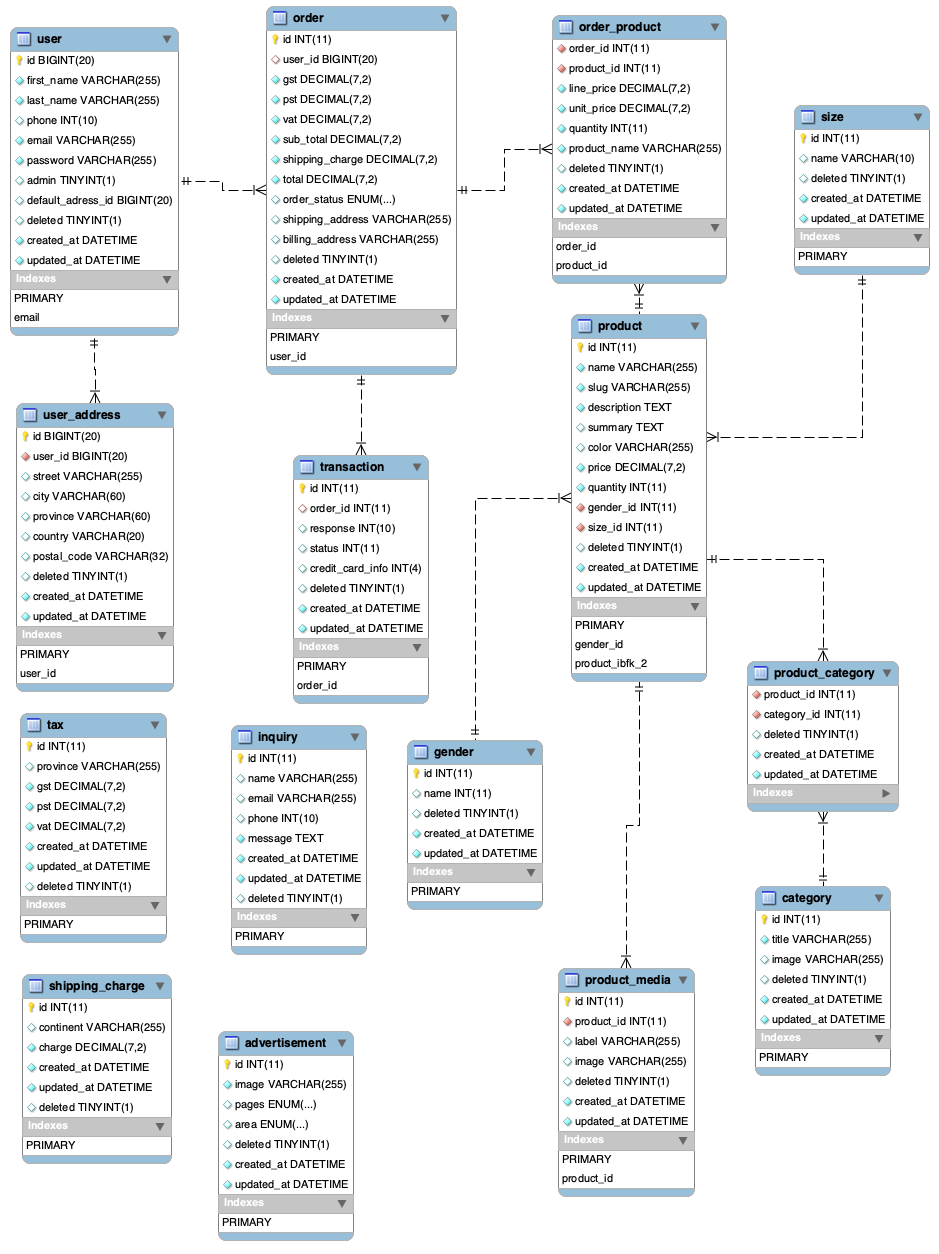 user
id BIGINT(20)
first_name VARCHAR(255)
last_name VARCHAR(255)
phone INT(10)
email VARCHAR(255)
password VARCHAR(255)
admin TINYINT(1)
default_adress_id BIGINT(20)
deleted TINYINT(1)
created_at DATETIME
updated_at DATETIME
Indexes
PRIMARY
email
order
id INT(11)
user_id BIGINT(20)
gst DECIMAL(7,2)
pst DECIMAL(7,2)
vat DECIMAL(7,2)
sub_total DECIMAL(7,2)
shipping_charge DECIMAL(7,2)
total DECIMAL(7,2)
order_status ENUM(...)
shipping_address VARCHAR(255)
billing_address VARCHAR(255)
deleted TINYINT(1)
created_at DATETIME
updated_at DATETIME
Indexes
PRIMARY
user_id
order_product
order_id INT(11)
product_id INT(11)
line_price DECIMAL(7,2)
unit_price DECIMAL(7,2)
quantity INT(11)
product_name VARCHAR(255)
deleted TINYINT(1)
created_at DATETIME
updated_at DATETIME
Indexes
order_id
product_id
size
id INT(11)
name VARCHAR(10)
deleted TINYINT(1)
created_at DATETIME
updated_at DATETIME
Indexes
PRIMARY
product
id INT(11)
name VARCHAR(255)
slug VARCHAR(255)
description TEXT
summary TEXT
color VARCHAR(255)
price DECIMAL(7,2)
quantity INT(11)
gender_id INT(11)
size_id INT(11)
deleted TINYINT(1)
created_at DATETIME
updated_at DATETIME
Indexes
PRIMARY
gender_id
product_ibfk_2
user_address
id BIGINT(20)
user_id BIGINT(20)
street VARCHAR(255)
city VARCHAR(60)
province VARCHAR(60)
country VARCHAR(20)
postal_code VARCHAR(32)
deleted TINYINT(1)
created_at DATETIME
updated_at DATETIME
Indexes
PRIMARY
user_id
transaction
id INT(11)
order_id INT(11)
response INT(10)
status INT(11)
credit_card_info INT(4)
deleted TINYINT(1)
created_at DATETIME
updated_at DATETIME
Indexes
PRIMARY
order_id
product_category
product_id INT(11)
category_id INT(11)
deleted TINYINT(1)
created_at DATETIME
updated_at DATETIME
Indexes
tax
id INT(11)
province VARCHAR(255)
gst DECIMAL(7,2)
pst DECIMAL(7,2)
vat DECIMAL(7,2)
created_at DATETIME
updated_at DATETIME
deleted TINYINT(1)
Indexes
PRIMARY
inquiry
id INT(11)
name VARCHAR(255)
email VARCHAR(255)
phone INT(10)
message TEXT
created_at DATETIME
updated_at DATETIME
deleted TINYINT(1)
Indexes
PRIMARY
gender
id INT(11)
name INT(11)
deleted TINYINT(1)
created_at DATETIME
updated_at DATETIME
Indexes
PRIMARY
category
id INT(11)
title VARCHAR(255)
image VARCHAR(255)
deleted TINYINT(1)
created_at DATETIME
updated_at DATETIME
Indexes
PRIMARY
shipping_charge
id INT(11)
continent VARCHAR(255)
charge DECIMAL(7,2)
created_at DATETIME
updated_at DATETIME
deleted TINYINT(1)
Indexes
PRIMARY
advertisement
id INT(11)
image VARCHAR(255)
pages ENUM(...)
area ENUM(...)
deleted TINYINT(1)
created_at DATETIME
updated_at DATETIME
Indexes
PRIMARY
product_media
id INT(11)
product_id INT(11)
label VARCHAR(255)
image VARCHAR(255)
deleted TINYINT(1)
created_at DATETIME
updated_at DATETIME
Indexes
PRIMARY
product_id